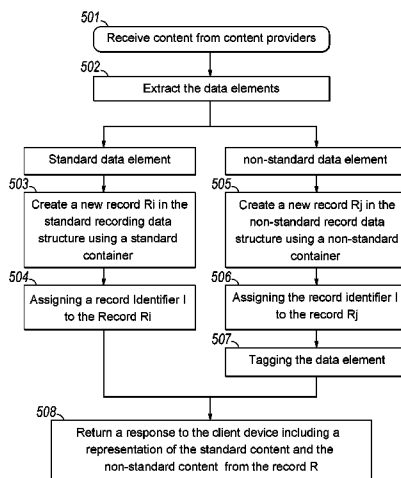 501
Receive content from content providers
502
Extract the data elements
Standard data element
non-standard data element
503
Create a new record Ri in the
standard recording data
structure using a standard
container
505
Create a new record Rj in the
non-standard record data
structure using a non-standard
container
504
Assigning a record Identifier I
to the Record Ri
506
Assigning the record identifier I
to the record Rj
507
Tagging the data element
508
Return a response to the client device including a
representation of the standard content and the
non-standard content from the record R